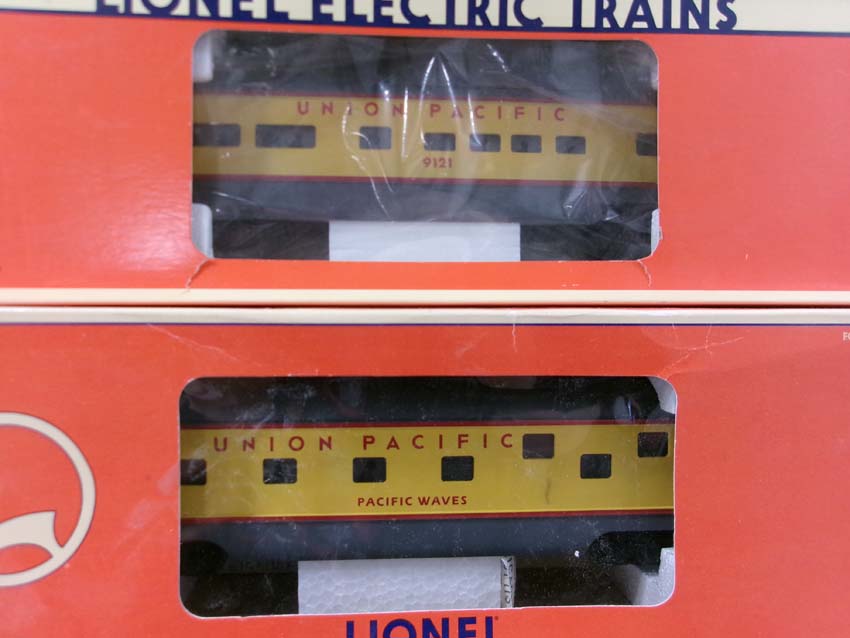 LIONEL ELECTRIC TRAINS
UNION PACIFIC
9121
UNION PACIFIC
PACIFIC WAVES
LIONEL